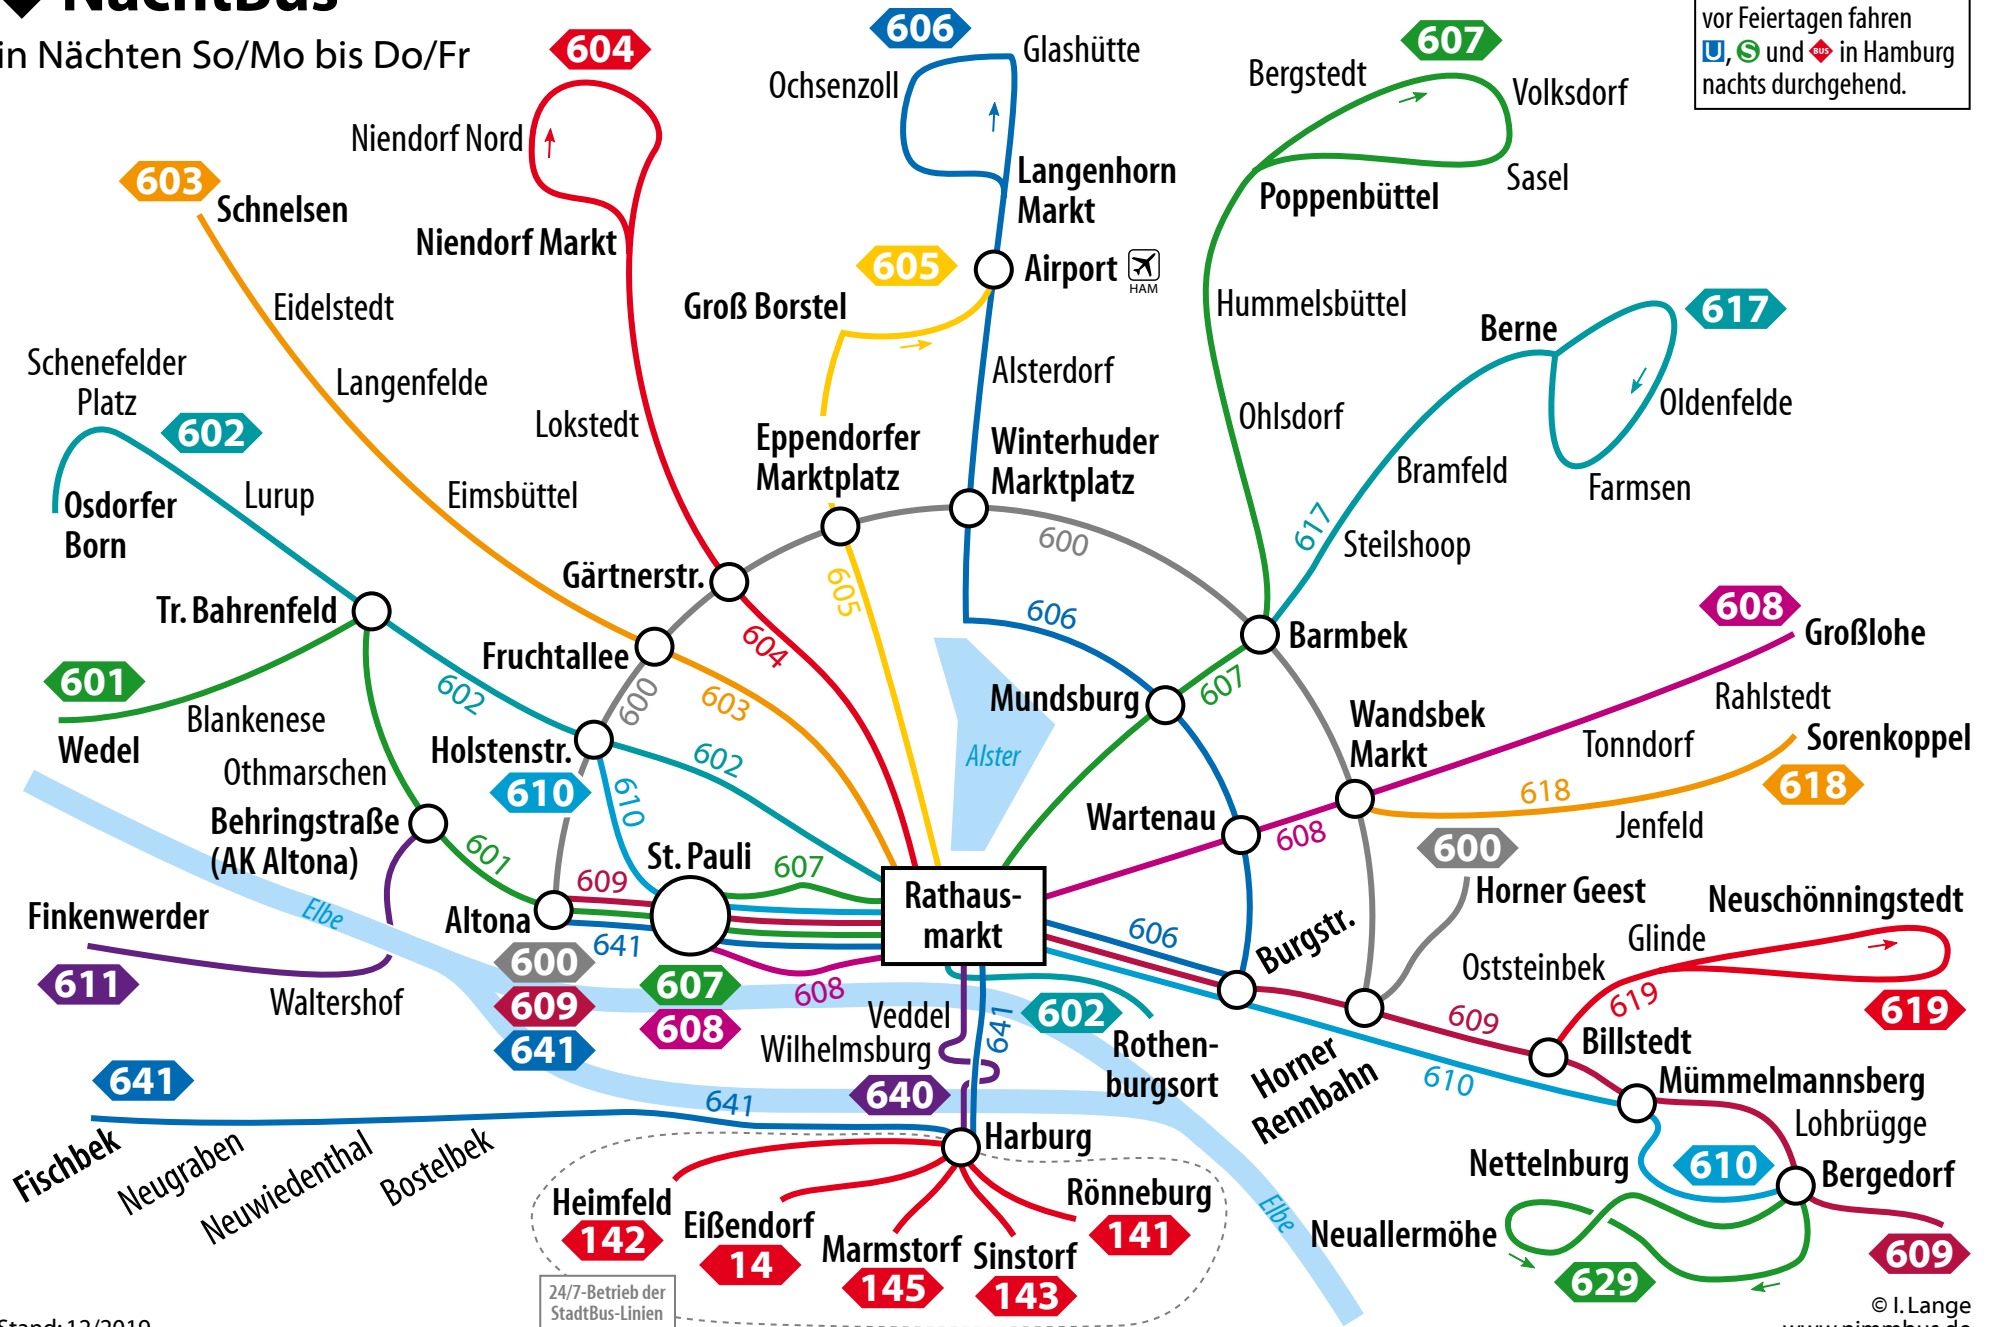 NachtBus
in Nächten So/Mo bis Do/Fr
vor Feiertagen fahren
U, S und BUS in Hamburg
nachts durchgehend.
604
606
607
Glashütte
Ochsenzoll
Bergstedt
Volksdorf
Niendorf Nord
603
Schnelsen
Langenhorn
Markt
Sasel
Poppenbüttel
Niendorf Markt
605
Airport
HAM
Groß Borstel
Eidelstedt
Hummelsbüttel
617
Berne
Schenefelder
Platz
Langenfelde
Alsterdorf
Oldenfelde
602
Lokstedt
Ohlsdorf
Eppendorfer
Marktplatz
Winterhuder
Marktplatz
Bramfeld
Farmsen
Osdorfer
Born
Lurup
Eimsbüttel
600
617
Steilshoop
Gärtnerstr.
605
Tr. Bahrenfeld
606
608
Großlohe
604
Barmbek
Fruchtallee
601
602
600
603
607
Mundsburg
Rahlstedt
Wedel
Blankenese
Wandsbek
Markt
Tonndorf
Sorenkoppel
Holstenstr.
602
Alster
Othmarschen
610
610
618
618
Behringstraße
(AK Altona)
Wartenau
608
Jenfeld
601
St. Pauli
607
600
609
Rathaus-
markt
Horner Geest
Neuschönningstedt
Finkenwerder
Elbe
Altona
641
606
Burgstr.
Glinde
Oststeinbek
611
Waltershof
600
607
608
609
608
641
Veddel
641
602
609
619
619
Wilhelmsburg
Rothen-
burgsort
Horner
Rennbahn
Billstedt
641
640
610
Mümmelmannsberg
641
Lohbrügge
Fischbek
Neugraben
Neuwiedenthal
Bostelbek
Harburg
Nettelnburg
610
Bergedorf
Heimfeld
142
Eißendorf
14
Marmstorf
145
Sinstorf
143
Rönneburg
141
Elbe
Neuallermöhe
609
629
24/7-Betrieb der
StadtBus-Linien
© I. Lange
www.nimmbus.de
Stand: 12/2019